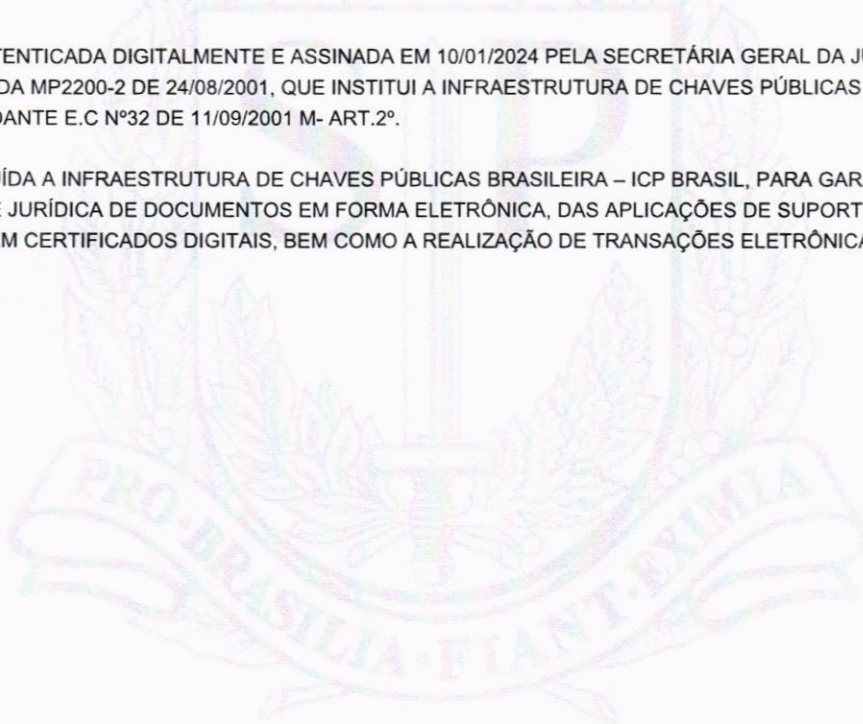 TENTICADA DIGITALMENTE E ASSINADA EM 10/01/2024 PELA SECRETÁRIA GERAL DA JU
DA MP2200-2 DE 24/08/2001, QUE INSTITUI A INFRAESTRUTURA DE CHAVES PÚBLICAS
DANTE E.C Nº32 DE 11/09/2001 M- ART.2º.
ÍDA A INFRAESTRUTURA DE CHAVES PÚBLICAS BRASILEIRA – ICP BRASIL, PARA GAR
E JURÍDICA DE DOCUMENTOS EM FORMA ELETRÔNICA, DAS APLICAÇÕES DE SUPORT
EM CERTIFICADOS DIGITAIS, BEM COMO A REALIZAÇÃO DE TRANSAÇÕES ELETRÔNICA
SP
PRO·BRASILIA·FIANT·EXIMIA